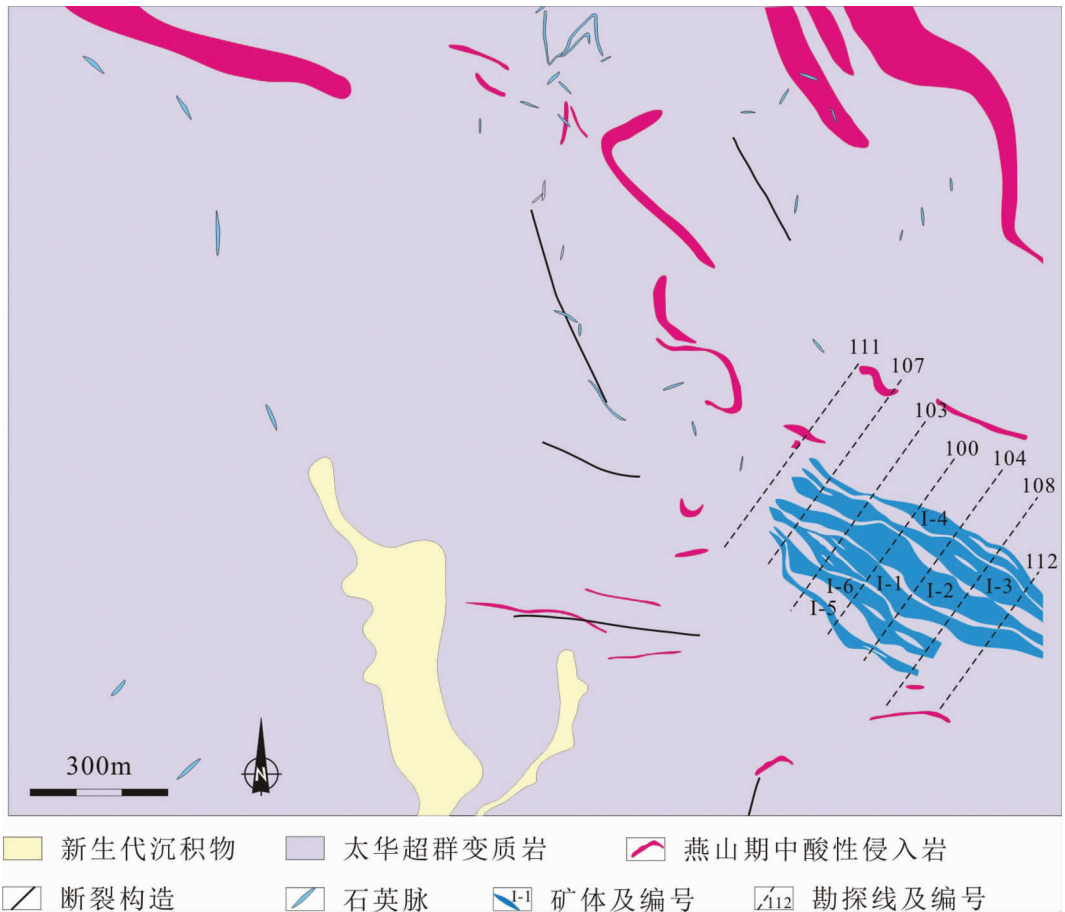 111
107
103
100
104
108
I-4
112
I-6
I-1
I-2
I-3
I-5
300m
N
新生代沉积物
太华超群变质岩
燕山期中酸性侵入岩
断裂构造
石英脉
I-1
矿体及编号
112
勘探线及编号